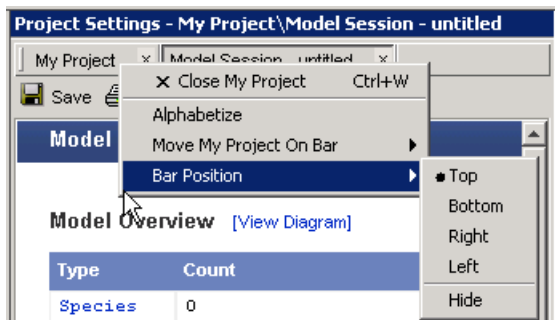 Project Settings - My Project\Model Session - untitled
My Project x Model Session untitled x
Save
Close My Project Ctrl+W
Alphabetize
Move My Project On Bar
Bar Position
Top
Bottom
Right
Left
Hide
Model
Model Overview [View Diagram]
Type Count
Species 0